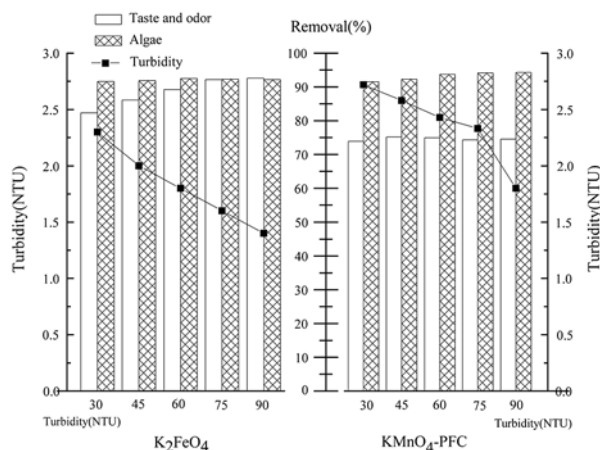 Taste and odor
Algae
Turbidity
Removal(%)
3.0
2.5
2.0
1.5
1.0
0.5
0.0
Turbidity(NTU)
30 45 60 75 90
Turbidity(NTU)
K₂FeO₄
100
90
80
70
60
50
40
30
20
10
0
30 45 60 75 90
Turbidity(NTU)
KMnO₄-PFC
3.0
2.5
2.0
1.5
1.0
0.5
0.0
Turbidity(NTU)